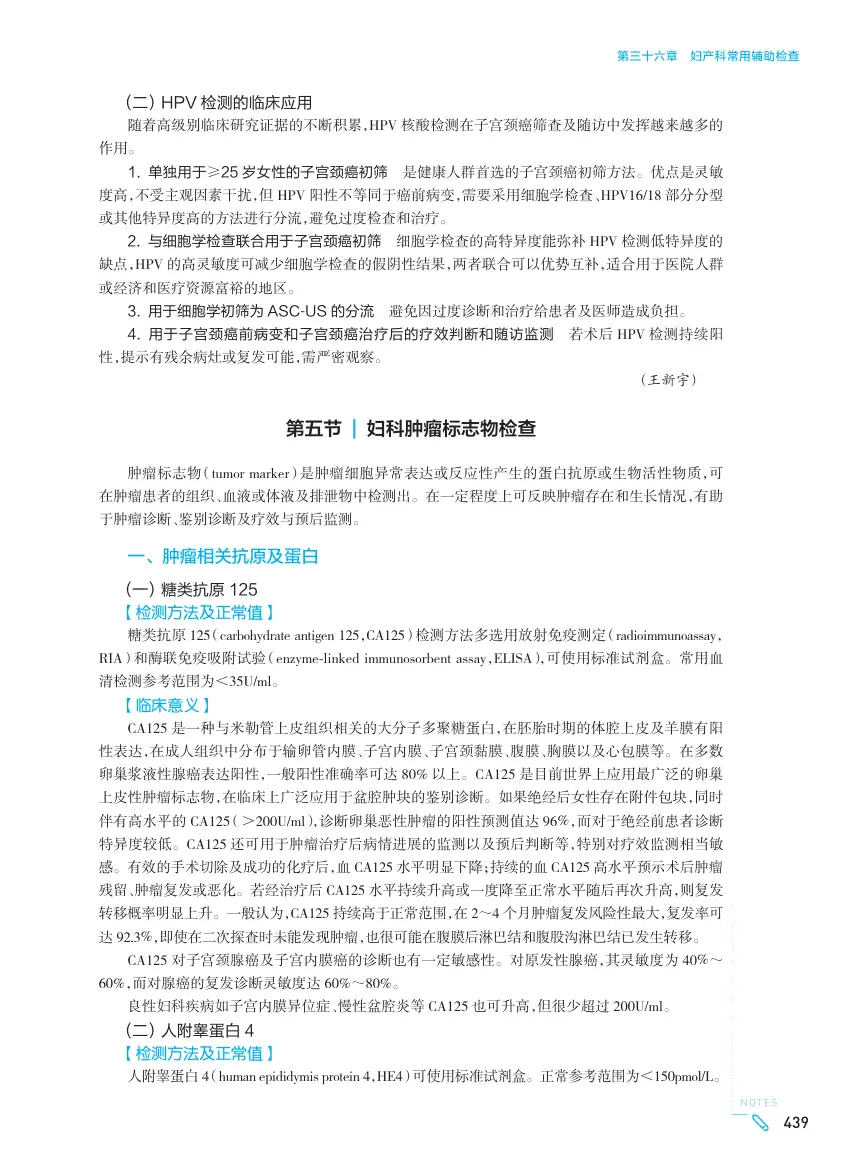 第三十六章 妇产科常用辅助检查
（二）HPV 检测的临床应用
随着高级别临床研究证据的不断积累，HPV 核酸检测在子宫颈癌筛查及随访中发挥越来越多的
作用。
1. 单独用于≥25 岁女性的子宫颈癌初筛 是健康人群首选的子宫颈癌初筛方法。优点是灵敏
度高，不受主观因素干扰，但 HPV 阳性不等同于癌前病变，需要采用细胞学检查、HPV16/18 部分分型
或其他特异度高的方法进行分流，避免过度检查和治疗。
2. 与细胞学检查联合用于子宫颈癌初筛 细胞学检查的高特异度能弥补 HPV 检测低特异度的
缺点，HPV 的高灵敏度可减少细胞学检查的假阴性结果，两者联合可以优势互补，适合用于医院人群
或经济和医疗资源富裕的地区。
3. 用于细胞学初筛为 ASC-US 的分流 避免因过度诊断和治疗给患者及医师造成负担。
4. 用于子宫颈癌前病变和子宫颈癌治疗后的疗效判断和随访监测 若术后 HPV 检测持续阳
性，提示有残余病灶或复发可能，需严密观察。
（王新宇）
第五节 | 妇科肿瘤标志物检查
肿瘤标志物（tumor marker）是肿瘤细胞异常表达或反应性产生的蛋白抗原或生物活性物质，可
在肿瘤患者的组织、血液或体液及排泄物中检测出。在一定程度上可反映肿瘤存在和生长情况，有助
于肿瘤诊断、鉴别诊断及疗效与预后监测。
一、肿瘤相关抗原及蛋白
（一）糖类抗原 125
【检测方法及正常值】
糖类抗原 125（carbohydrate antigen 125，CA125）检测方法多选用放射免疫测定（radioimmunoassay，
RIA）和酶联免疫吸附试验（enzyme-linked immunosorbent assay，ELISA），可使用标准试剂盒。常用血
清检测参考范围为＜35U/ml。
【临床意义】
CA125 是一种与米勒管上皮组织相关的大分子多聚糖蛋白，在胚胎时期的体腔上皮及羊膜有阳
性表达，在成人组织中分布于输卵管内膜、子宫内膜、子宫颈黏膜、腹膜、胸膜以及心包膜等。在多数
卵巢浆液性腺癌表达阳性，一般阳性准确率可达 80% 以上。CA125 是目前世界上应用最广泛的卵巢
上皮性肿瘤标志物，在临床上广泛应用于盆腔肿块的鉴别诊断。如果绝经后女性存在附件包块，同时
伴有高水平的 CA125（＞200U/ml），诊断卵巢恶性肿瘤的阳性预测值达 96%，而对于绝经前患者诊断
特异度较低。CA125 还可用于肿瘤治疗后病情进展的监测以及预后判断等，特别对疗效监测相当敏
感。有效的手术切除及成功的化疗后，血 CA125 水平明显下降；持续的血 CA125 高水平预示术后肿瘤
残留、肿瘤复发或恶化。若经治疗后 CA125 水平持续升高或一度降至正常水平随后再次升高，则复发
转移概率明显上升。一般认为，CA125 持续高于正常范围，在 2～4 个月肿瘤复发风险性最大，复发率可
达 92.3%，即使在二次探查时未能发现肿瘤，也很可能在腹膜后淋巴结和腹股沟淋巴结已发生转移。
CA125 对子宫颈腺癌及子宫内膜癌的诊断也有一定敏感性。对原发性腺癌，其灵敏度为 40%～
60%，而对腺癌的复发诊断灵敏度达 60%～80%。
良性妇科疾病如子宫内膜异位症、慢性盆腔炎等 CA125 也可升高，但很少超过 200U/ml。
（二）人附睾蛋白 4
【检测方法及正常值】
人附睾蛋白 4（human epididymis protein 4，HE4）可使用标准试剂盒。正常参考范围为＜150pmol/L。
NOTES
439